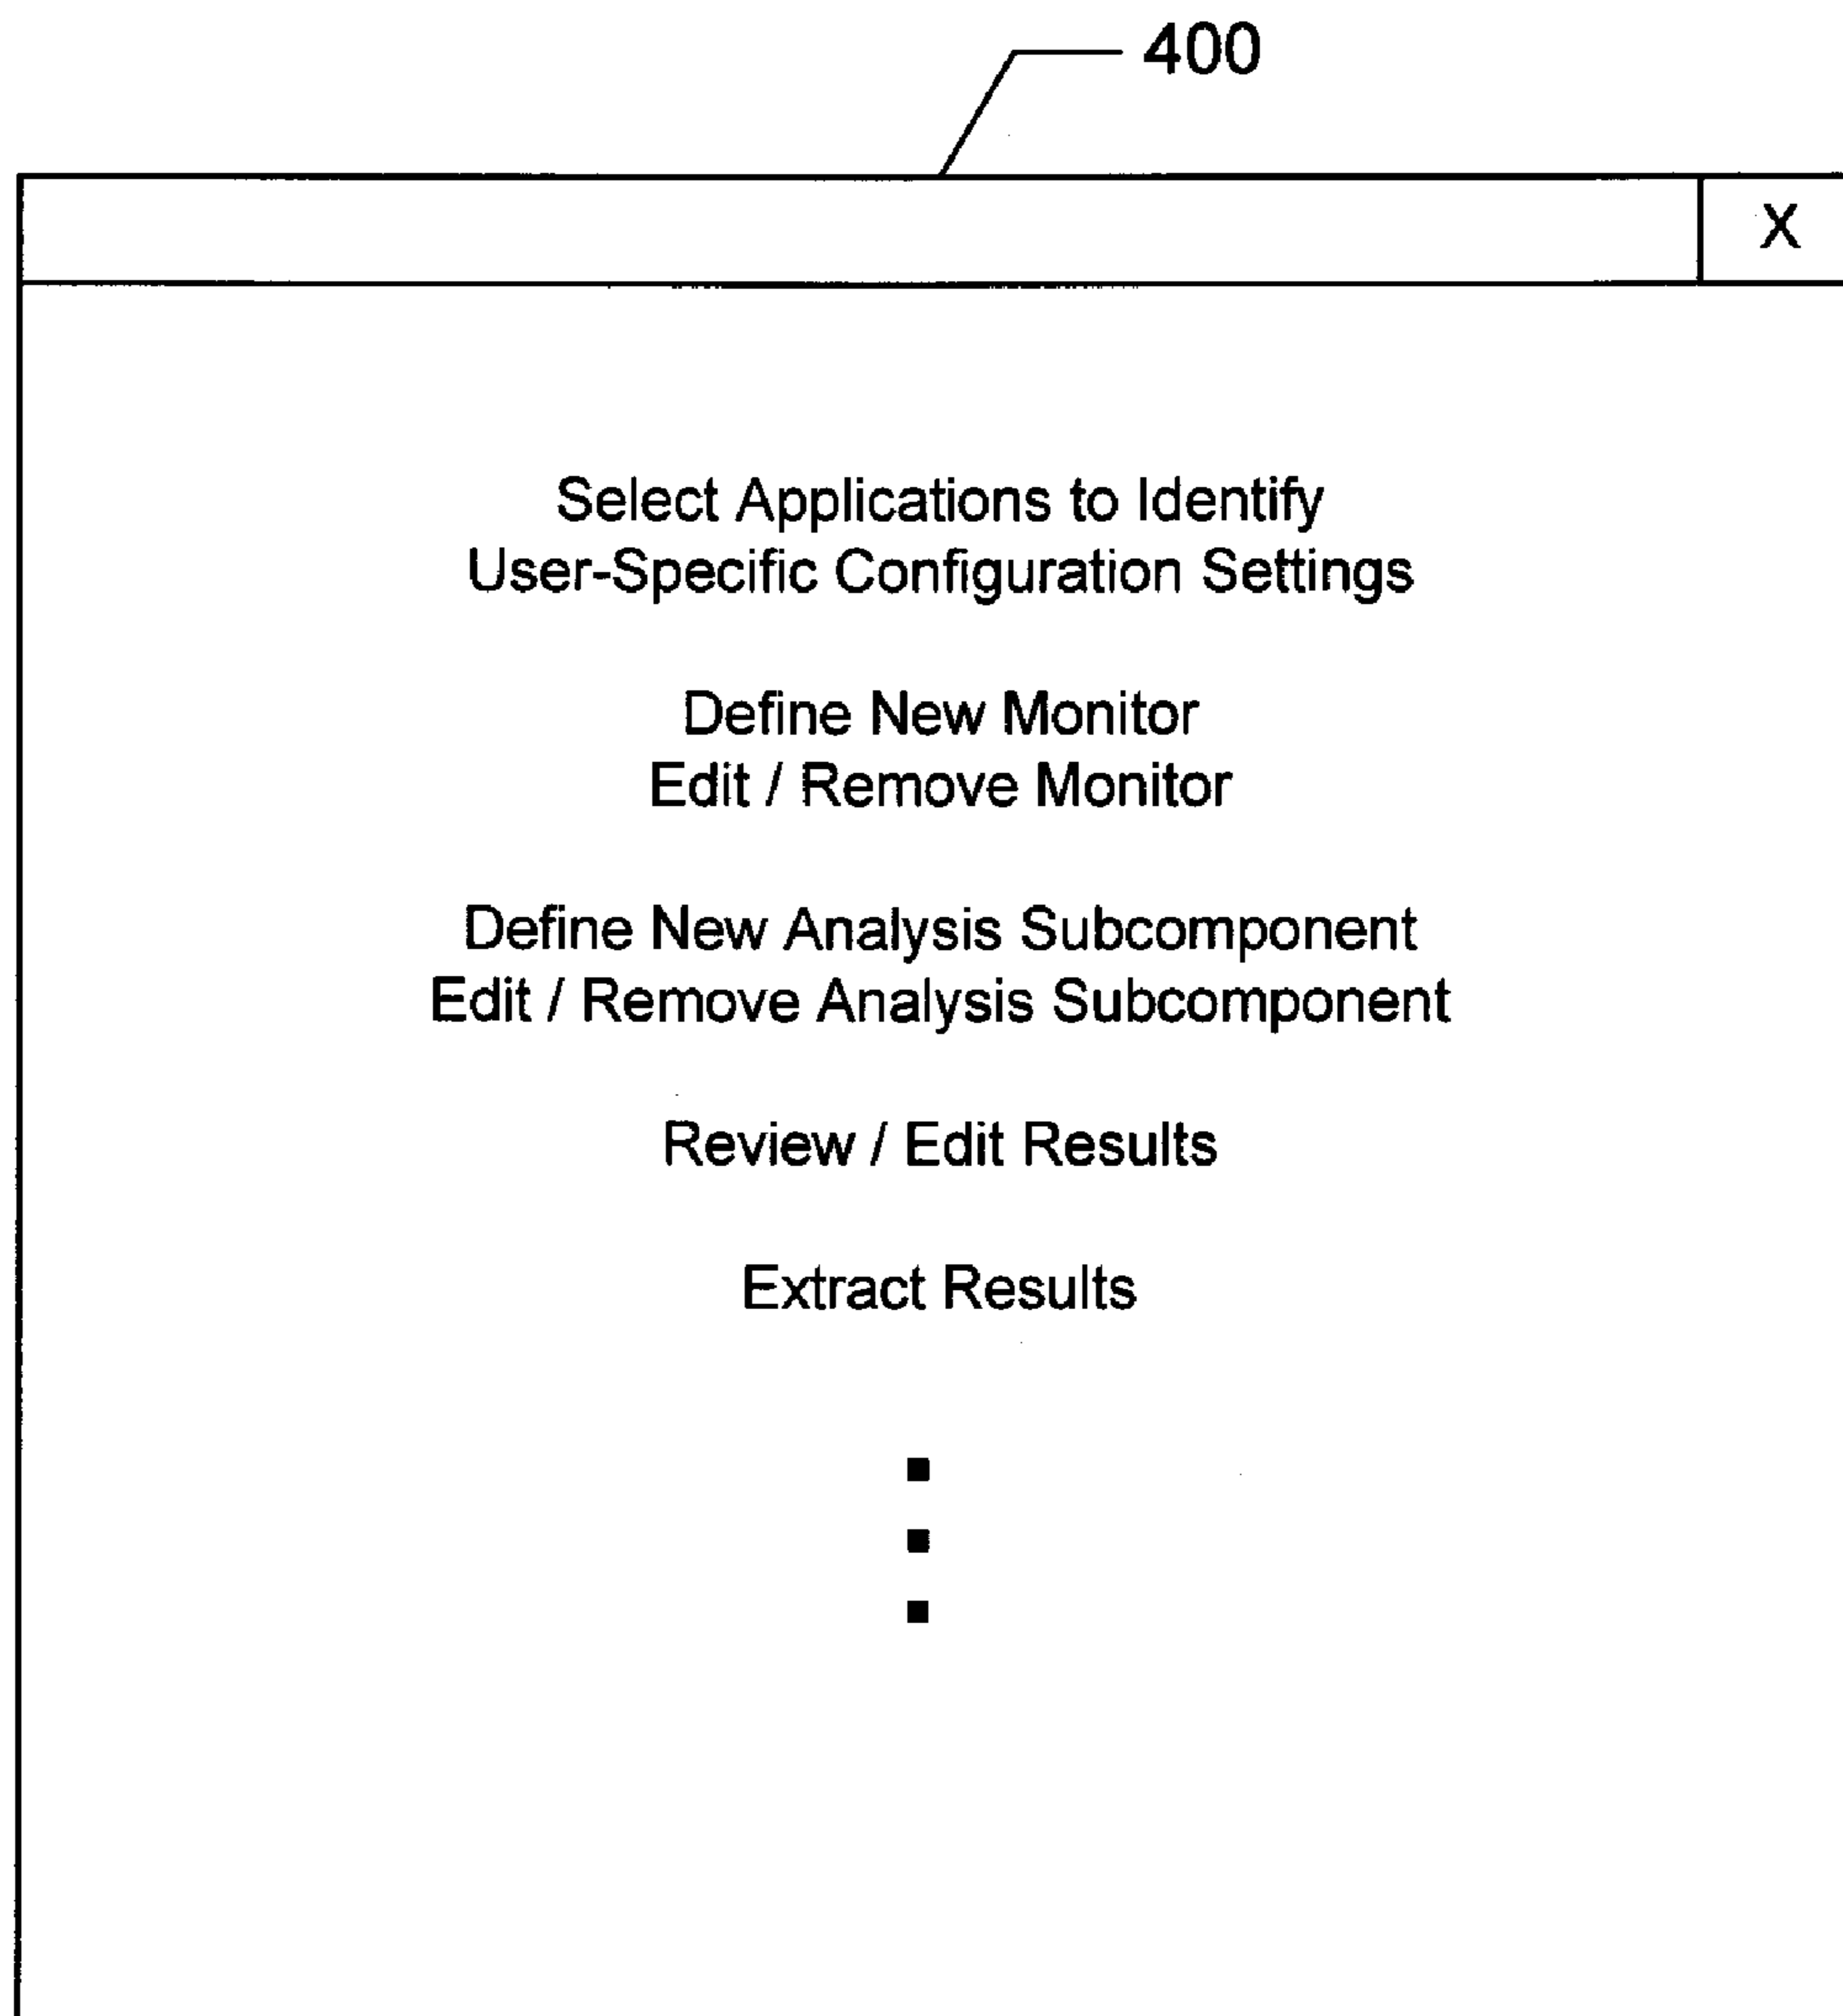 400
X
Select Applications to Identify
User-Specific Configuration Settings
Define New Monitor
Edit / Remove Monitor
Define New Analysis Subcomponent
Edit / Remove Analysis Subcomponent
Review / Edit Results
Extract Results